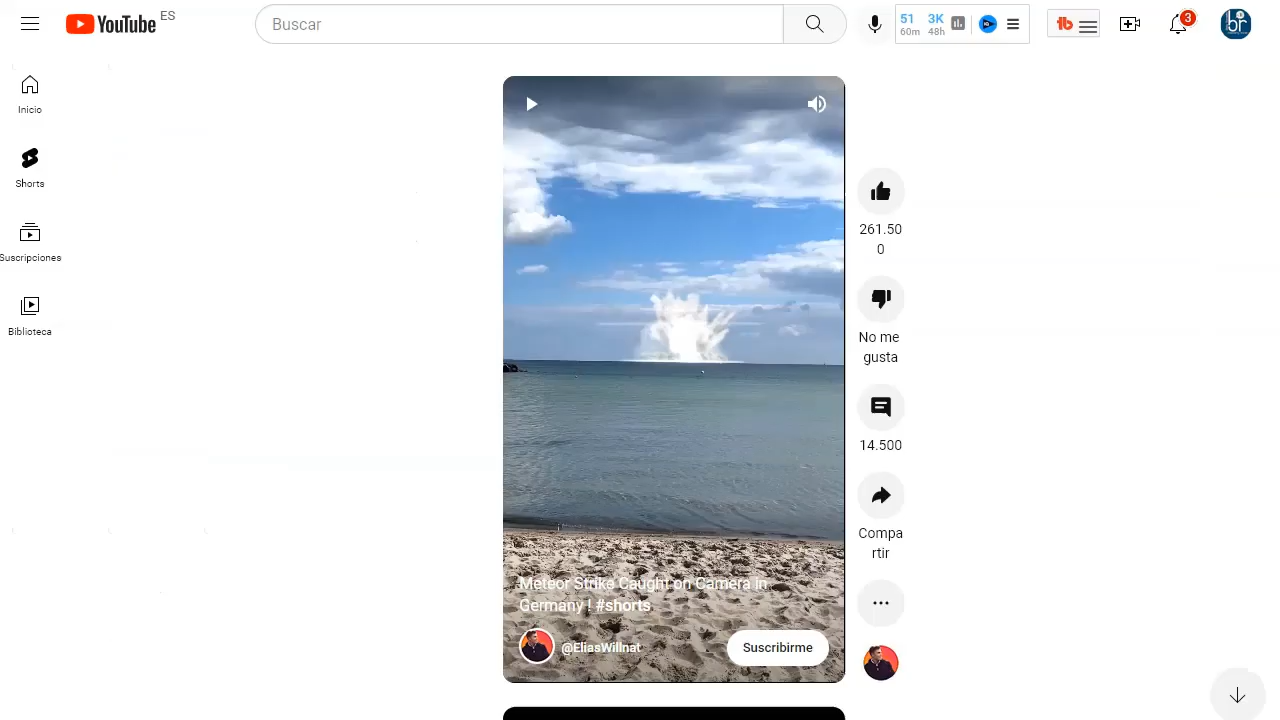 YouTube ES
Buscar
51 3K
60m 48h
3
br
Inicio
Shorts
Suscripciones
Biblioteca
261.50
0
No me
gusta
14.500
Compa
rtir
Meteor Strike Caught on Camera in
Germany ! #shorts
@EliasWillnat
Suscribirme